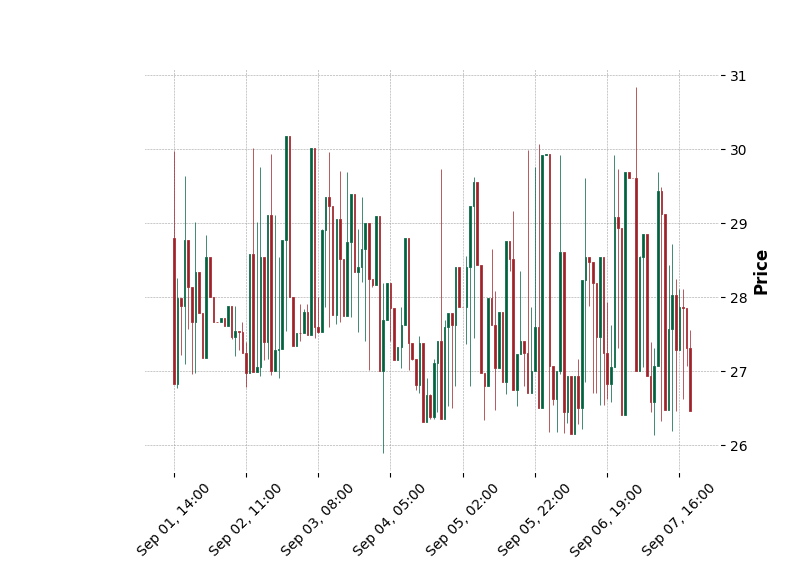 31
30
29
28
27
26
Price
Sep 01, 14:00
Sep 02, 11:00
Sep 03, 08:00
Sep 04, 05:00
Sep 05, 02:00
Sep 05, 22:00
Sep 06, 19:00
Sep 07, 16:00